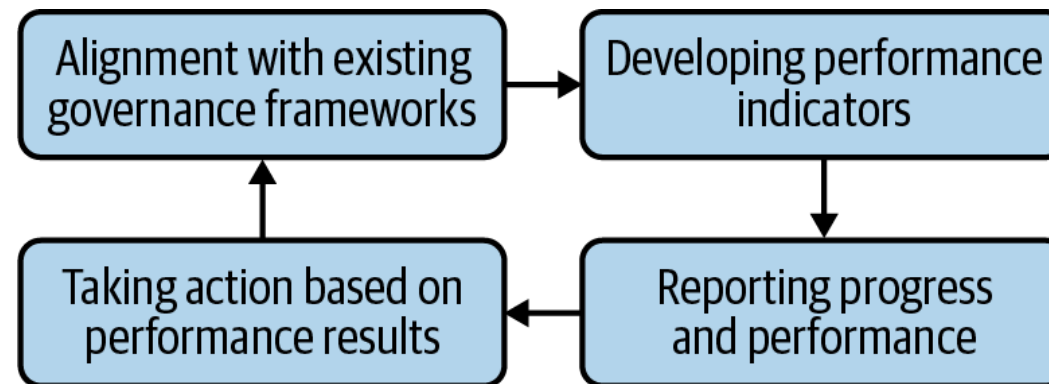 Alignment with existing
governance frameworks
Developing performance
indicators
Taking action based on
performance results
Reporting progress
and performance